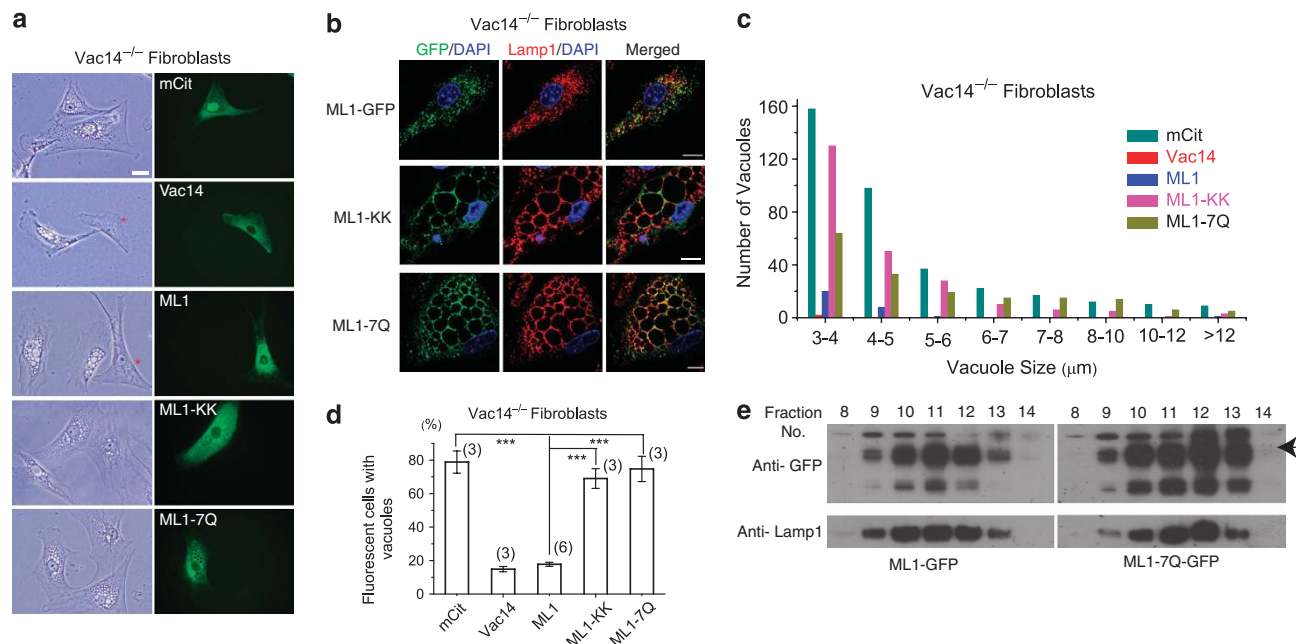 a
Vac14−/− Fibroblasts
mCit
Vac14
*
ML1
*
ML1-KK
ML1-7Q
b
Vac14−/− Fibroblasts
GFP/DAPI Lamp1/DAPI Merged
ML1-GFP
ML1-KK
ML1-7Q
c
Vac14−/− Fibroblasts
Number of Vacuoles
160
120
80
40
0
mCit
Vac14
ML1
ML1-KK
ML1-7Q
3-4 4-5 5-6 6-7 7-8 8-10 10-12 >12
Vacuole Size (μm)
d
Vac14−/− Fibroblasts
(%)
Fluorescent cells with
vacuoles
80
60
40
20
0
*** ***
***
(3) (3) (6) (3) (3)
mCit Vac14 ML1 ML1-KK ML1-7Q
e
Fraction 8 9 10 11 12 13 14 8 9 10 11 12 13 14
No.
Anti- GFP
Anti- Lamp1
ML1-GFP ML1-7Q-GFP